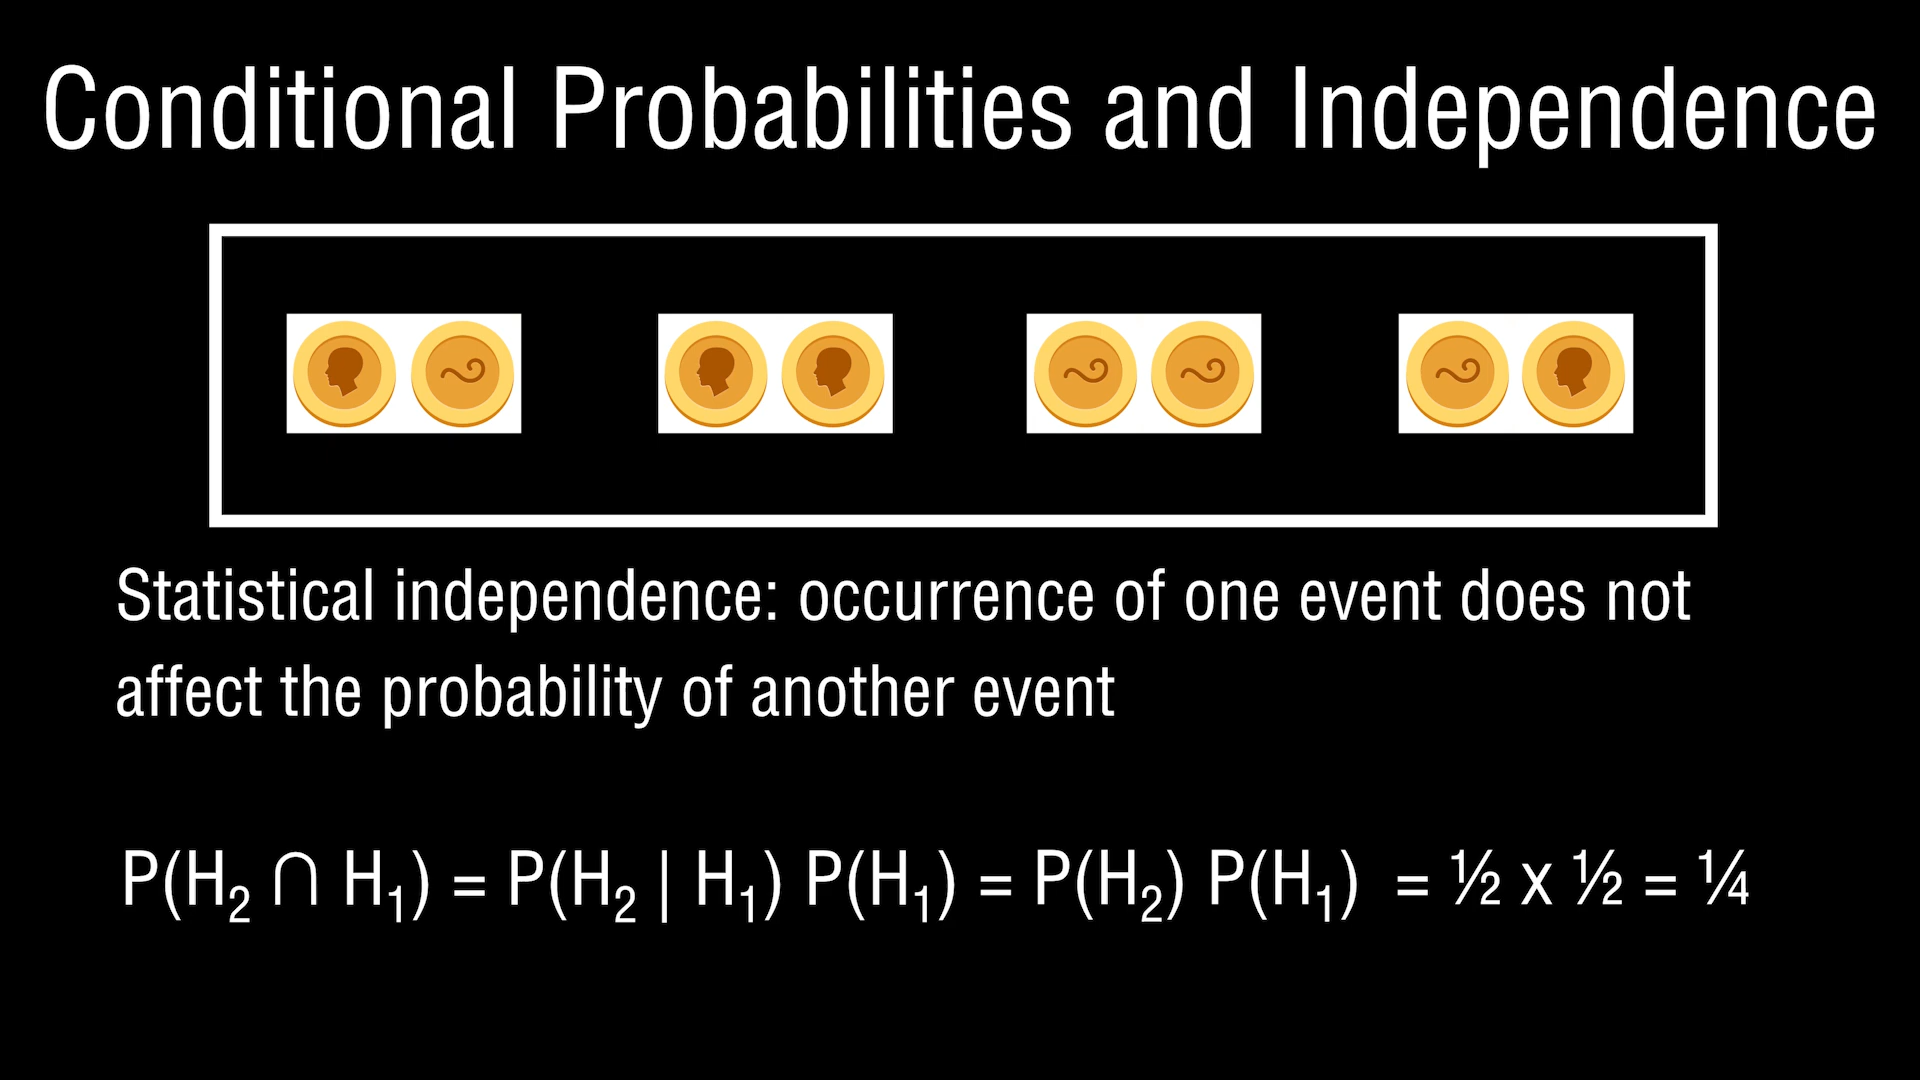 Conditional Probabilities and Independence
Statistical independence: occurrence of one event does not
affect the probability of another event
P(H₂ ∩ H₁) = P(H₂ | H₁) P(H₁) = P(H₂) P(H₁) = ½ x ½ = ¼